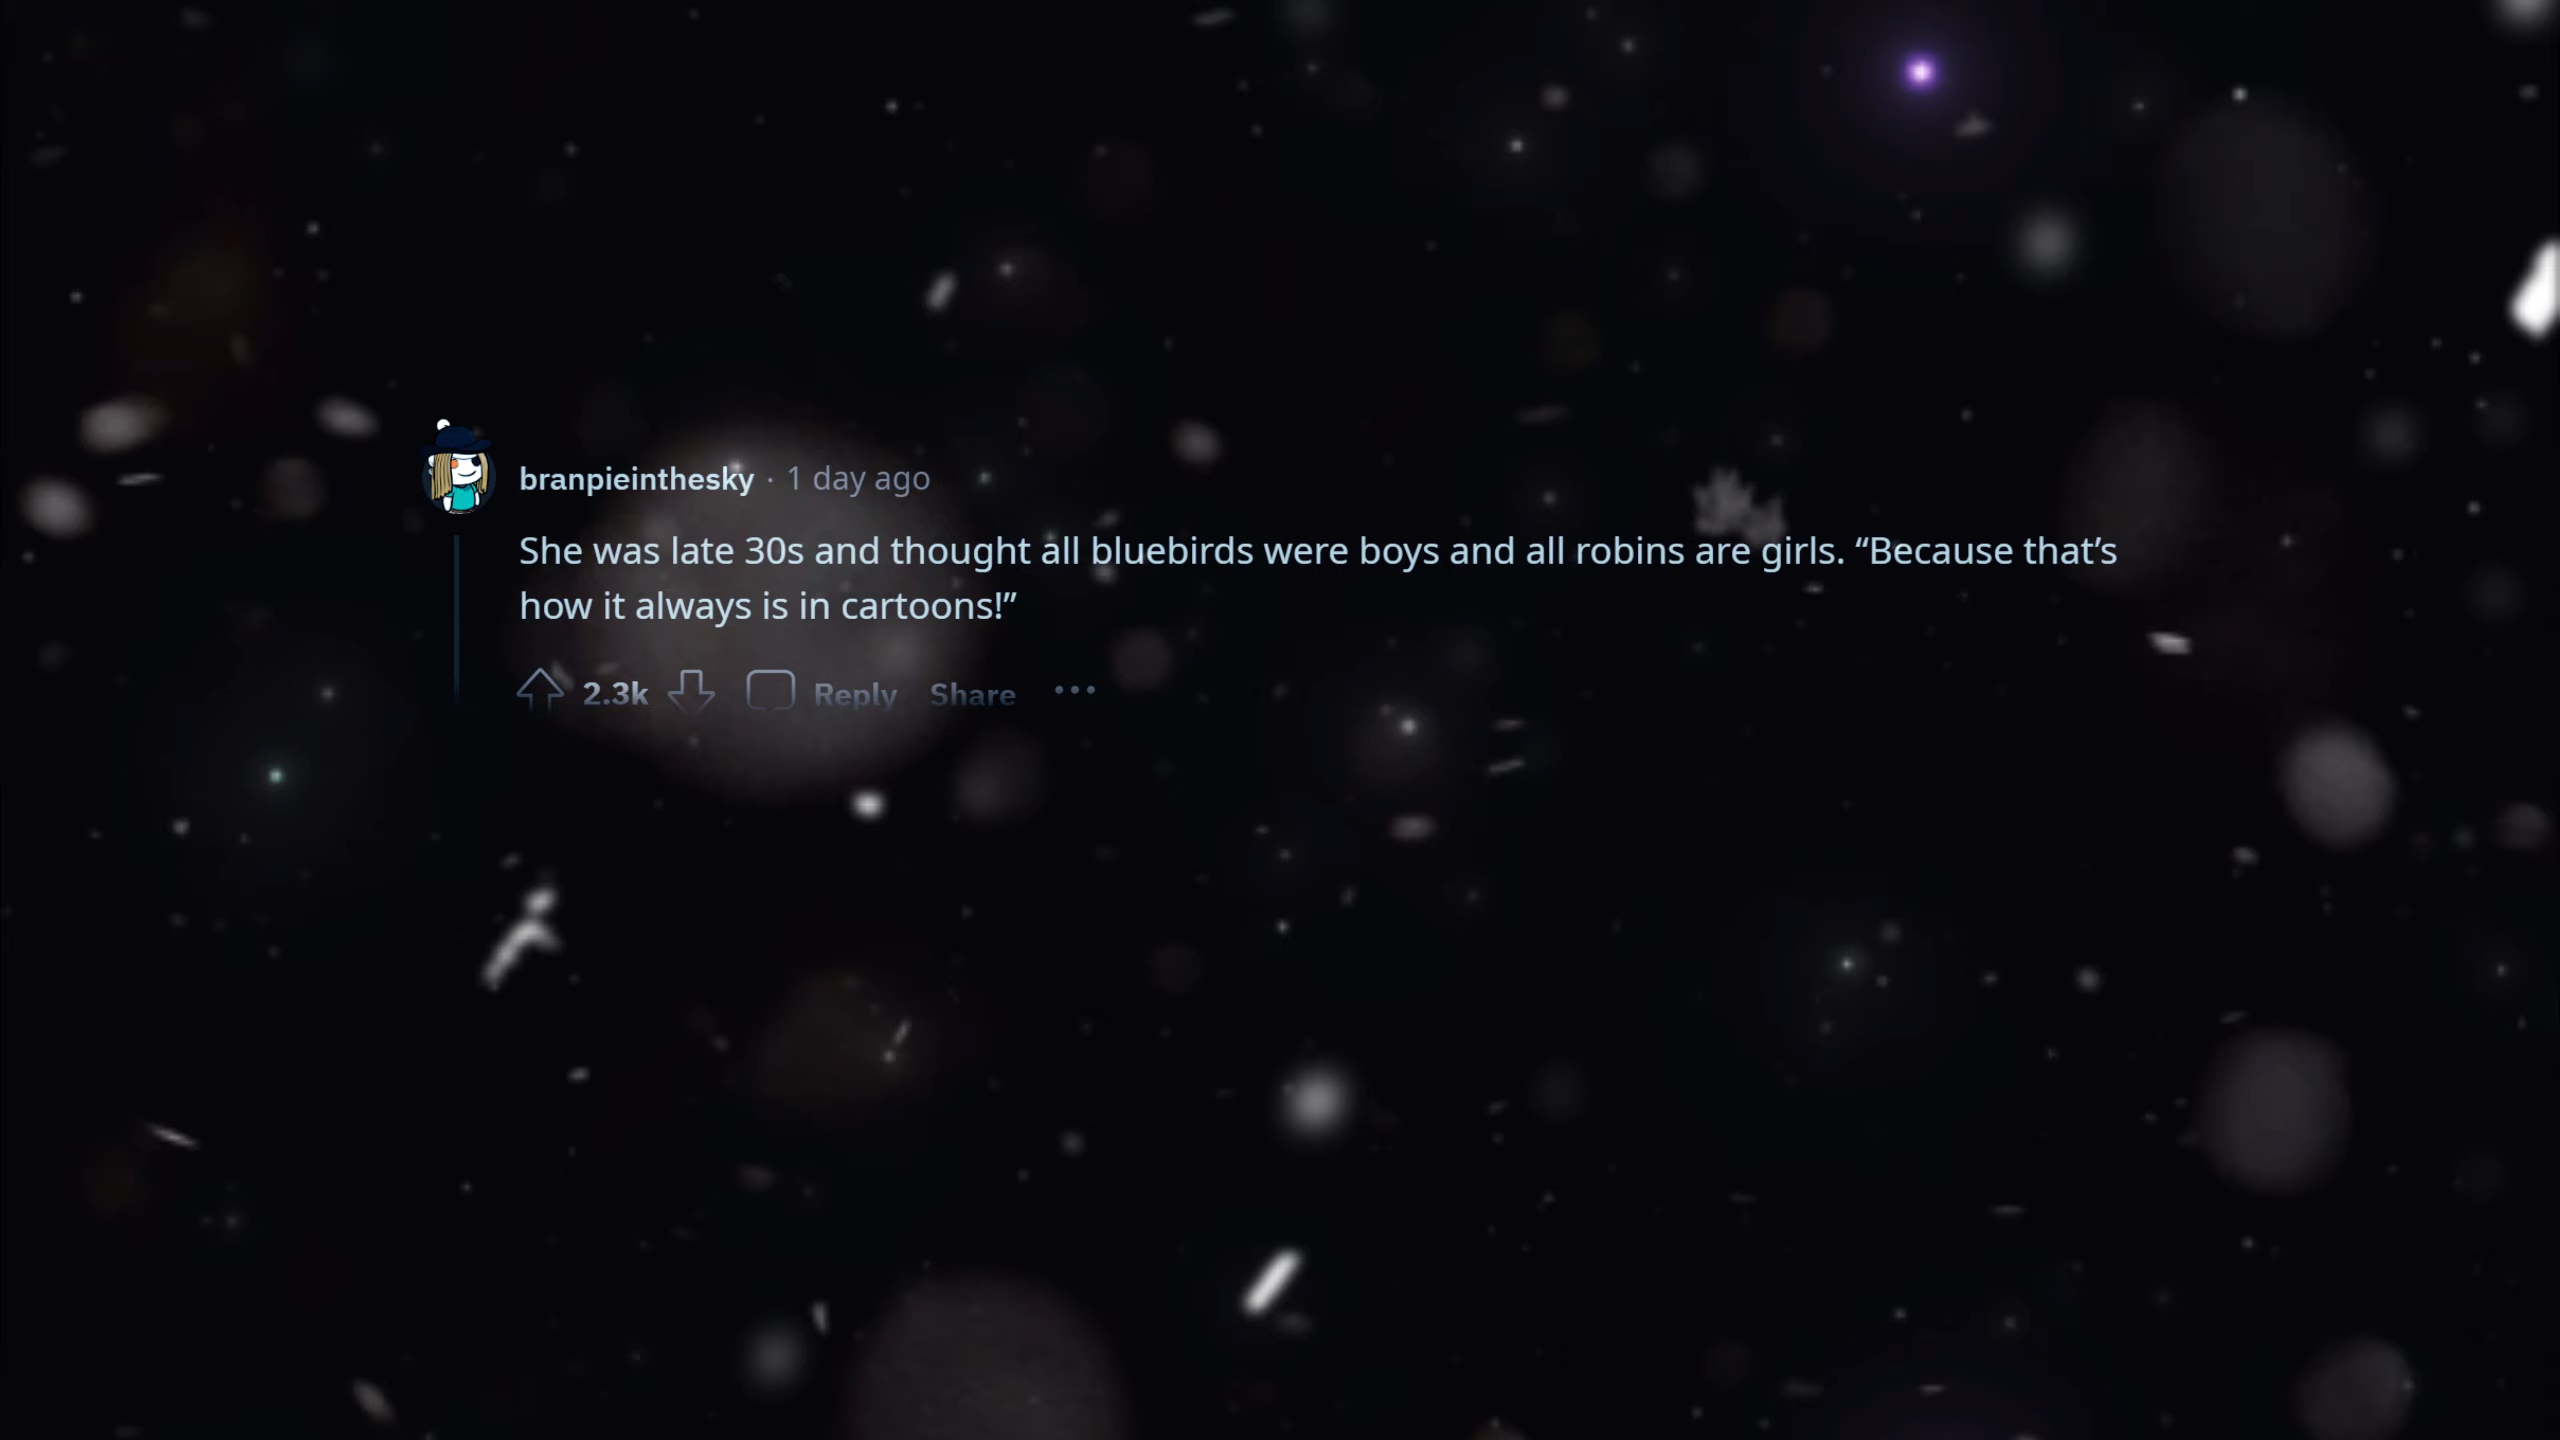 branpieinthesky · 1 day ago
She was late 30s and thought all bluebirds were boys and all robins are girls. “Because that’s
how it always is in cartoons!”
2.3k Reply Share ···